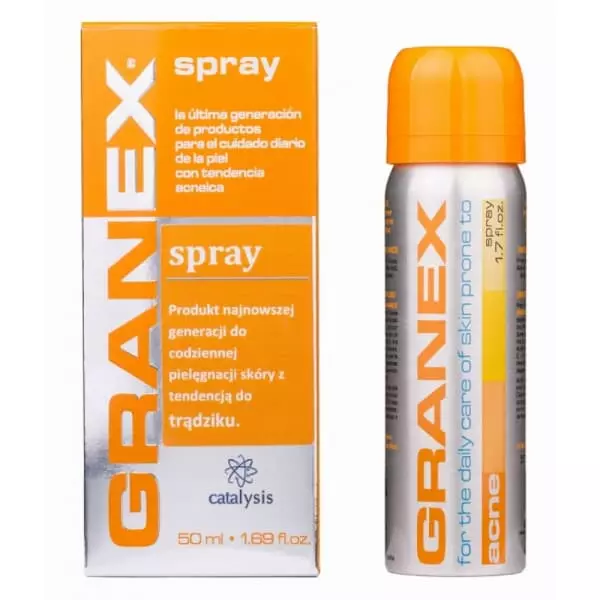 GRANEX®
spray
la última generación
de productos
para el cuidado diario
de la piel
con tendencia
acneica
spray
Produkt najnowszej
generacji do
codziennej
pielęgnacji skóry z
tendencją do
trądziku.
catalysis
50 ml • 1.69 fl.oz.
GRANEX
for the daily care of skin prone to
acne
spray
1.7 fl.oz.